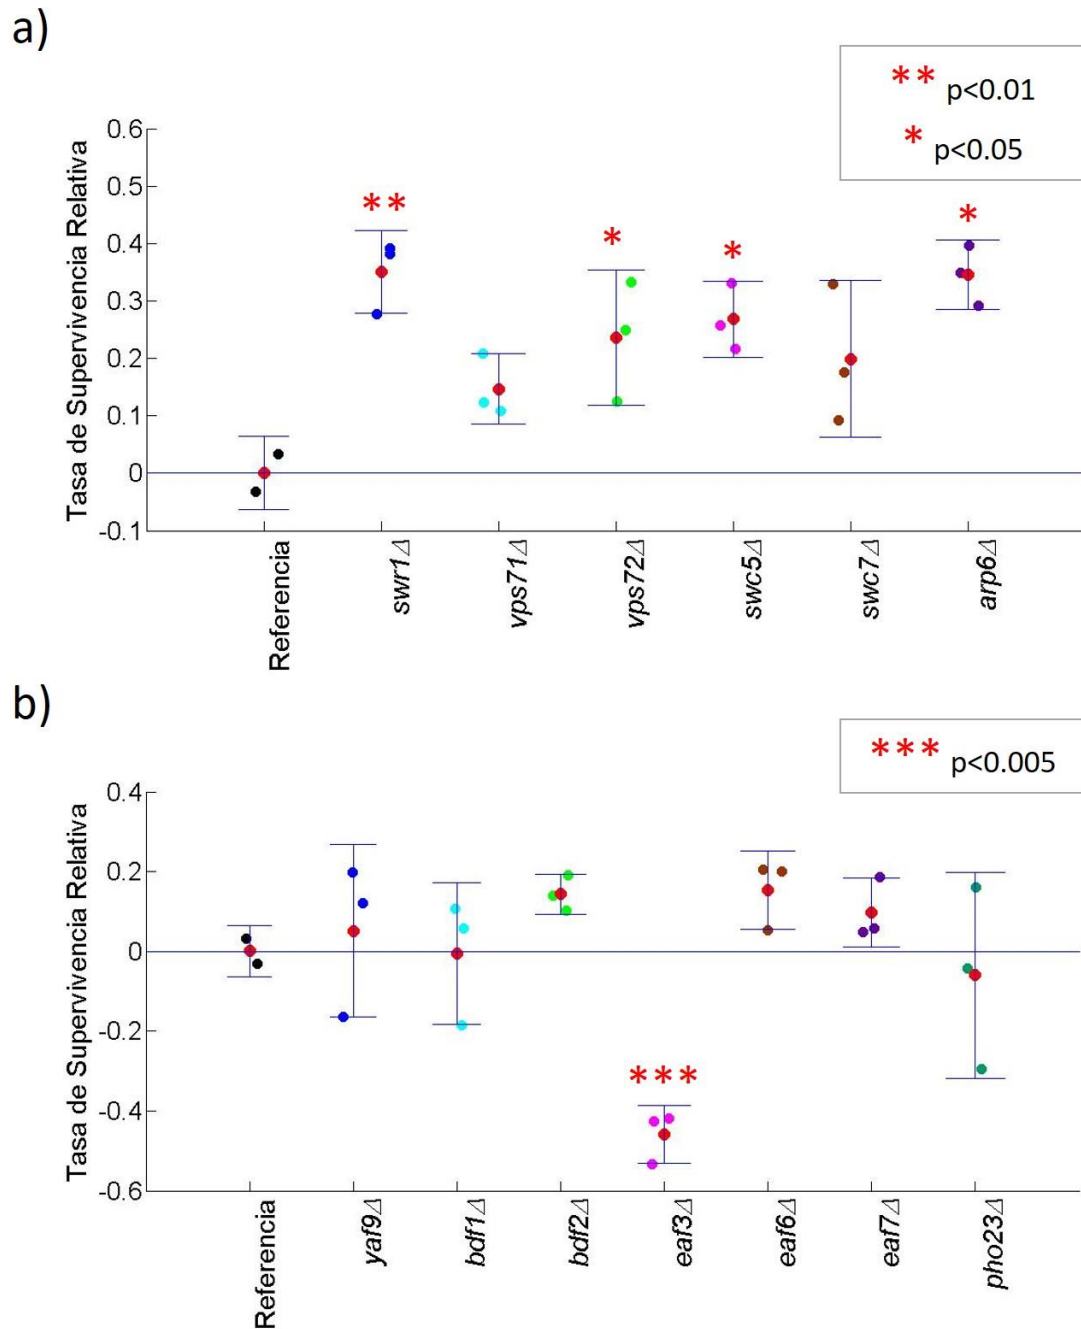 a)
** p<0.01
* p<0.05
Tasa de Supervivencia Relativa
0.6
0.5
0.4
0.3
0.2
0.1
0
-0.1
**
*
*
*
Referencia
swr1Δ
vps71Δ
vps72Δ
swc5Δ
swc7Δ
arp6Δ
b)
*** p<0.005
Tasa de Supervivencia Relativa
0.4
0.2
0
-0.2
-0.4
-0.6
***
Referencia
yaf9Δ
bdf1Δ
bdf2Δ
eaf3Δ
eaf6Δ
eaf7Δ
pho23Δ